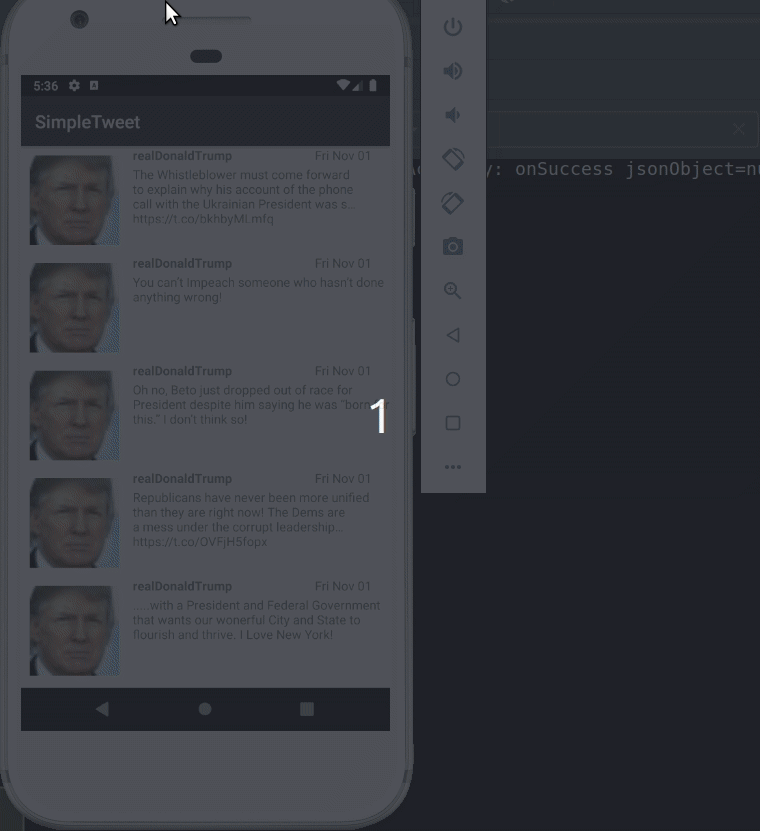 5:36
SimpleTweet
realDonaldTrump Fri Nov 01
The Whistleblower must come forward
to explain why his account of the phone
call with the Ukrainian President was s..
https://t.co/bkhbyMLmfq
realDonaldTrump Fri Nov 01
You can't Impeach someone who hasn't done
anything wrong!
realDonaldTrump Fri Nov 01
Oh no, Beto just dropped out of race for
President despite him saying he was "born for
this." I don't think so!
1
realDonaldTrump Fri Nov 01
Republicans have never been more unified
than they are right now! The Dems are
a mess under the corrupt leadership...
https://t.co/OVFjH5fopx
realDonaldTrump Fri Nov 01
.....with a President and Federal Government
that wants our wonerful City and State to
flourish and thrive. I Love New York!
y: onSuccess jsonObject=nu